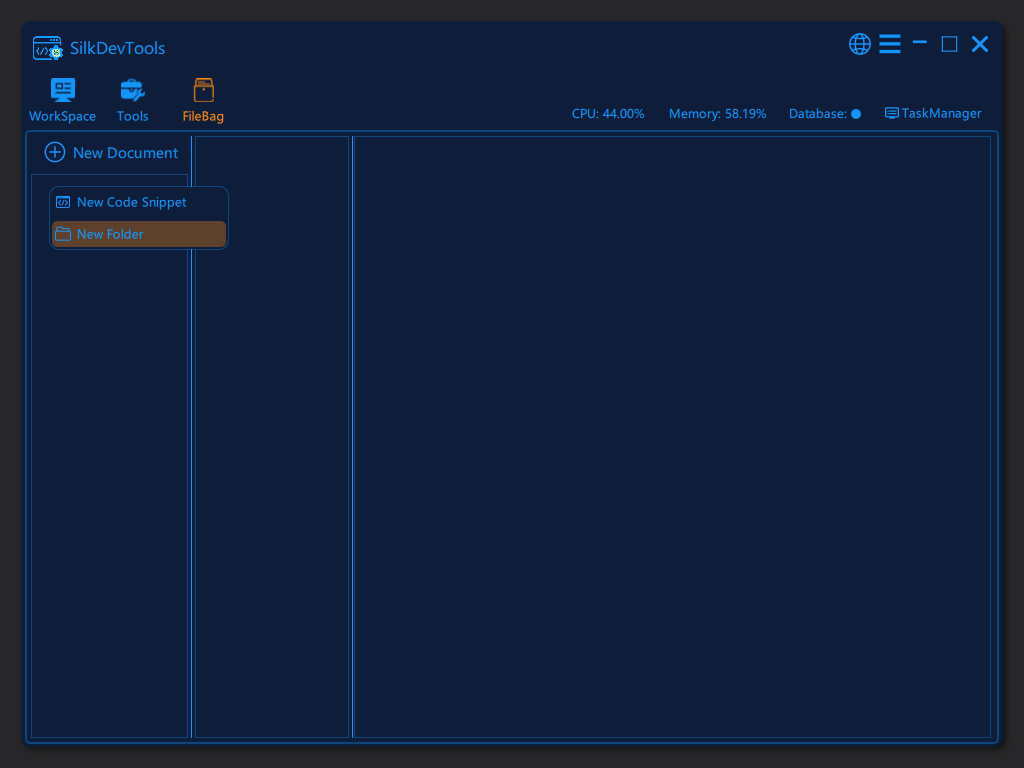 SilkDevTools
WorkSpace Tools FileBag
CPU: 44.00% Memory: 58.19% Database: TaskManager
New Document
New Code Snippet
New Folder